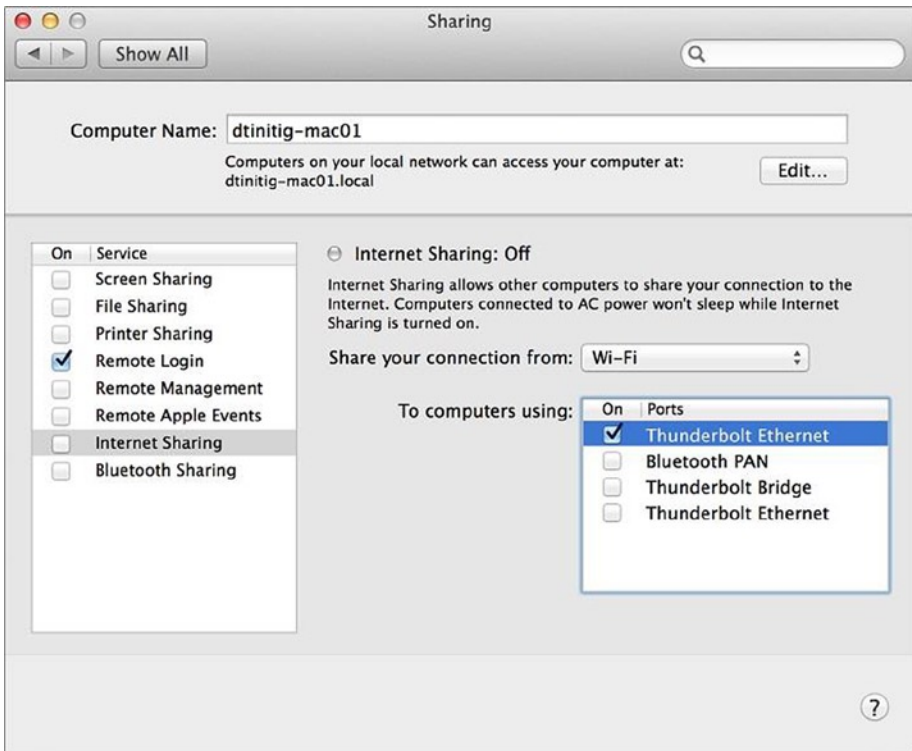 Sharing
Show All
Computer Name: dtinitig-mac01
Computers on your local network can access your computer at:
dtinitig-mac01.local
Edit...
On Service
Screen Sharing
File Sharing
Printer Sharing
Remote Login
Remote Management
Remote Apple Events
Internet Sharing
Bluetooth Sharing
Internet Sharing: Off
Internet Sharing allows other computers to share your connection to the
Internet. Computers connected to AC power won't sleep while Internet
Sharing is turned on.
Share your connection from: Wi-Fi
To computers using:
On Ports
Thunderbolt Ethernet
Bluetooth PAN
Thunderbolt Bridge
Thunderbolt Ethernet
?